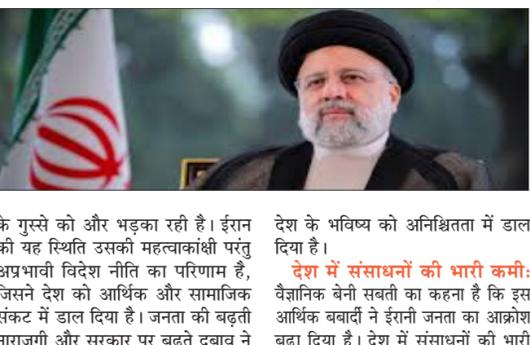 के गुस्से को और भड़का रही है। ईरान
की यह स्थिति उसकी महत्वाकांक्षी परंतु
अप्रभावी विदेश नीति का परिणाम है,
जिसने देश को आर्थिक और सामाजिक
संकट में डाल दिया है। जनता की बढ़ती
नाराजगी और सरकार पर बढ़ते दबाव ने
देश के भविष्य को अनिश्चितता में डाल
दिया है।
देश में संसाधनों की भारी कमी:
वैज्ञानिक बेनी सबती का कहना है कि इस
आर्थिक बबार्दी ने ईरानी जनता का आक्रोश
बढ़ा दिया है। देश में संसाधनों की भारी